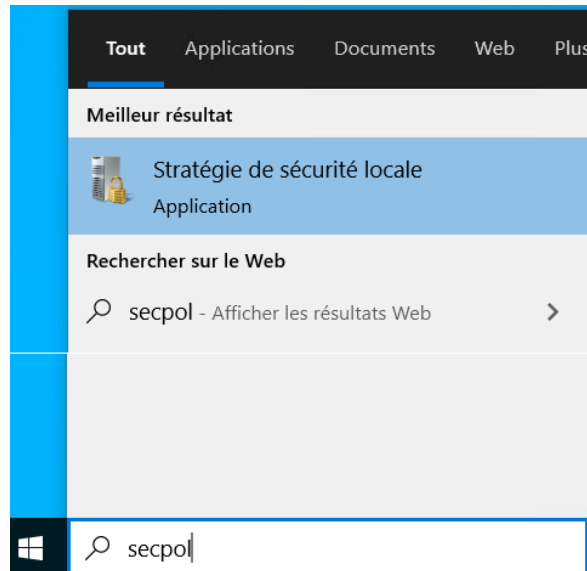 Tout Applications Documents Web Plus
Meilleur résultat
Stratégie de sécurité locale
Application
Rechercher sur le Web
secpol - Afficher les résultats Web
secpol